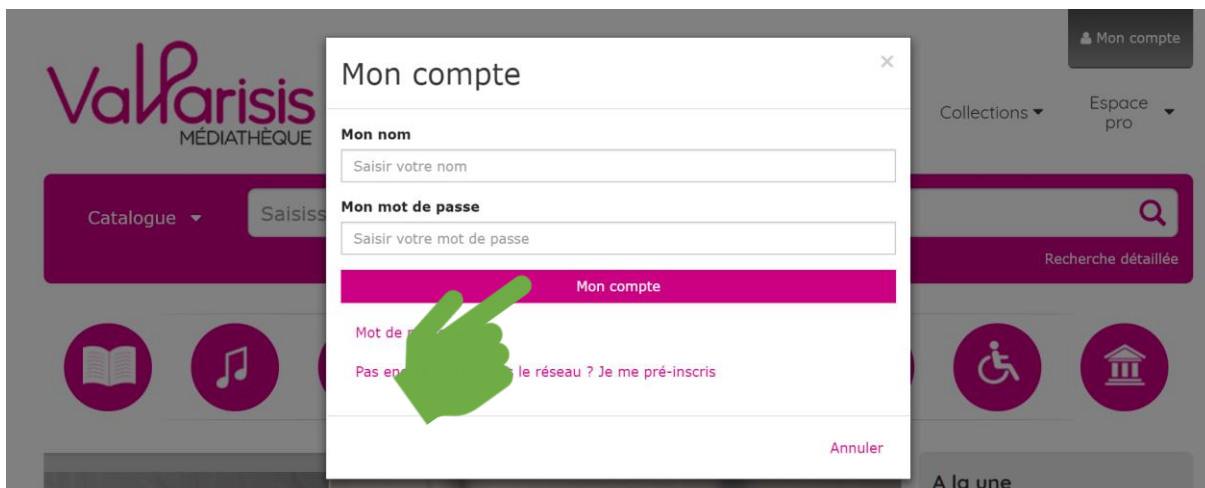 Mon compte
ValParisis
MÉDIATHÈQUE
Collections
Espace
pro
Catalogue
Saisiss
Recherche détaillée
Mon compte
×
Mon nom
Saisir votre nom
Mon mot de passe
Saisir votre mot de passe
Mon compte
Mot de
Pas le réseau ? Je me pré-inscris
Annuler
A la une